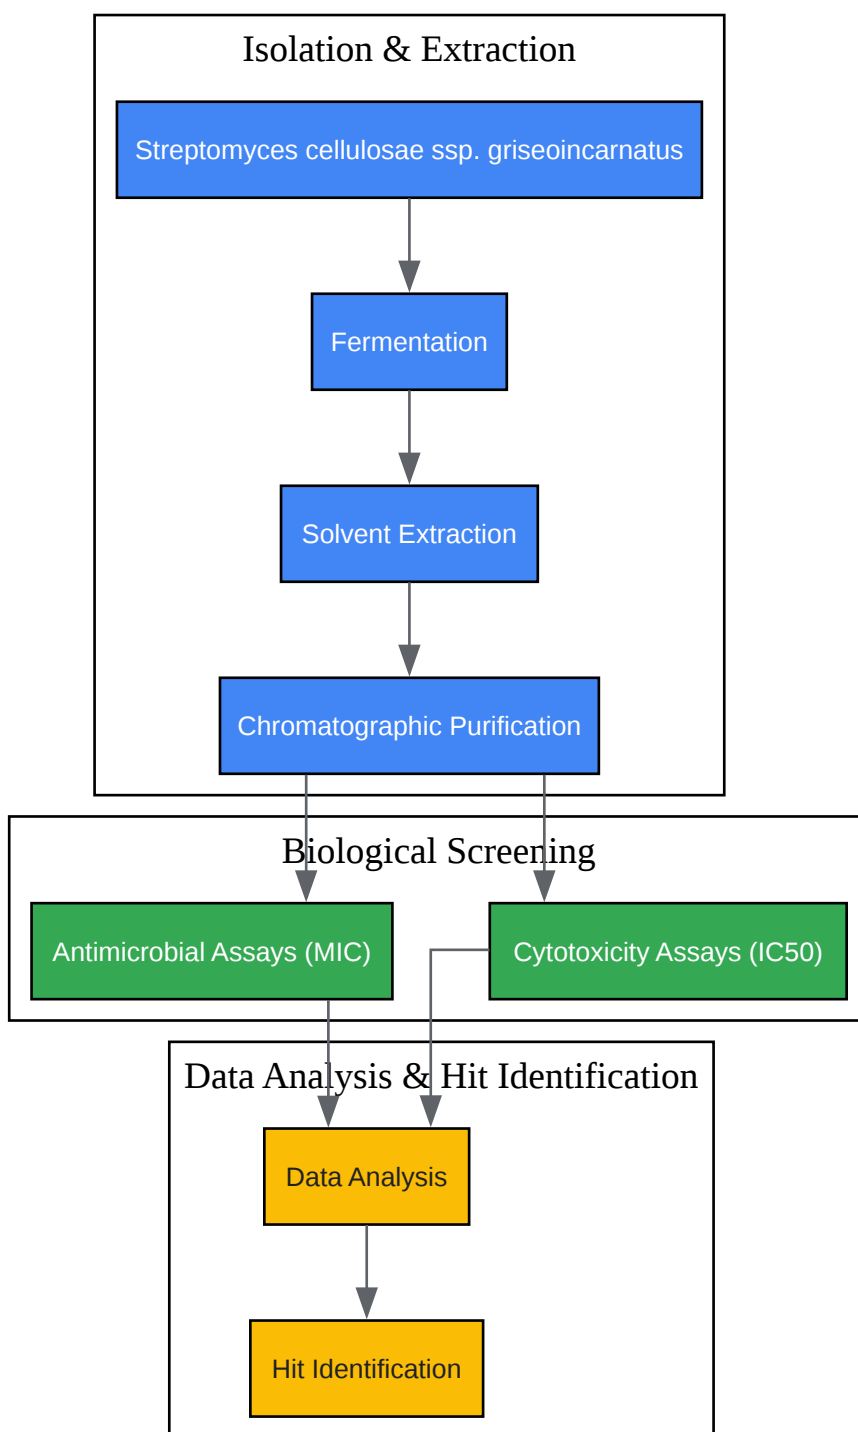 Isolation & Extraction
Streptomyces cellulosae ssp. griseoincarnatus
Fermentation
Solvent Extraction
Chromatographic Purification
Biological Screening
Antimicrobial Assays (MIC)
Cytotoxicity Assays (IC50)
Data Analysis & Hit Identification
Data Analysis
Hit Identification